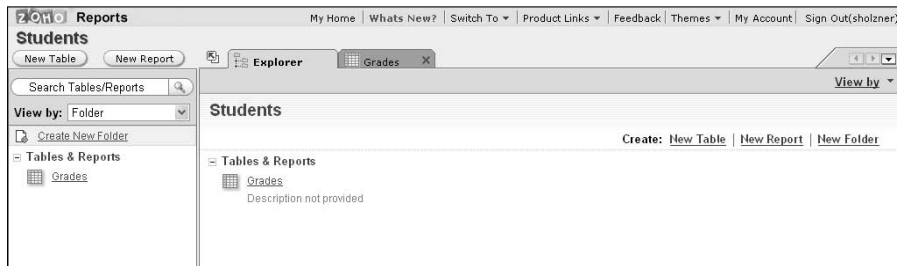 ZOHO Reports
My Home | Whats New? | Switch To | Product Links | Feedback | Themes | My Account | Sign Out(sholzner)
Students
New Table New Report
Explorer Grades X
Search Tables/Reports
View by
View by: Folder
Students
Create New Folder
Create: New Table | New Report | New Folder
Tables & Reports
Grades
Tables & Reports
Grades
Description not provided